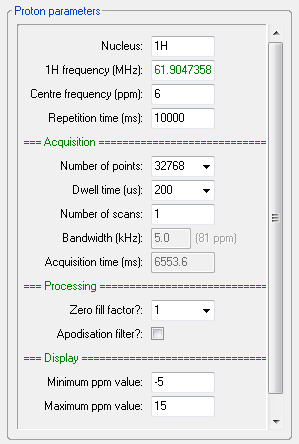 Proton parameters
Nucleus: 1H
1H frequency (MHz): 61.9047358
Centre frequency (ppm): 6
Repetition time (ms): 10000
=== Acquisition ==========================
Number of points: 32768
Dwell time (us): 200
Number of scans: 1
Bandwidth (kHz): 5.0 (81 ppm)
Acquisition time (ms): 6553.6
=== Processing ==========================
Zero fill factor?: 1
Apodisation filter?:
=== Display =============================
Minimum ppm value: -5
Maximum ppm value: 15